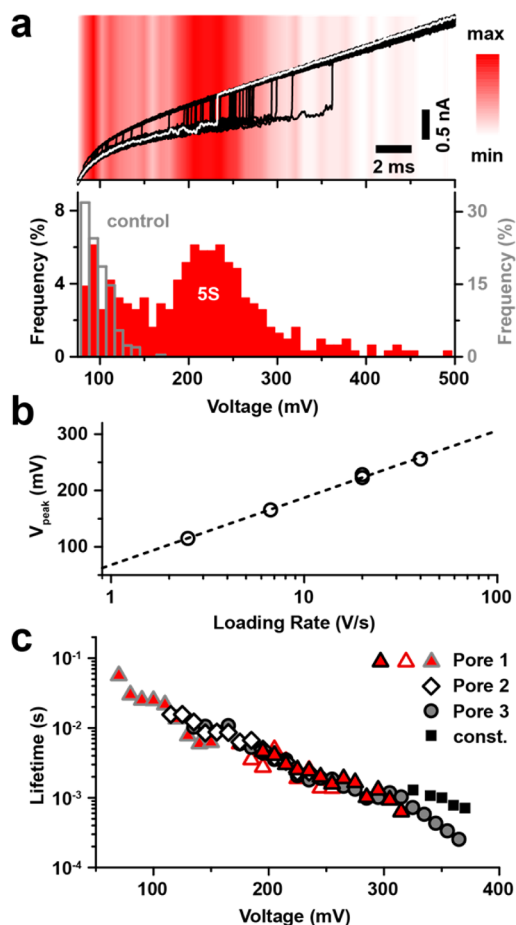 a
max
min
0.5 nA
2 ms
8
4
0
Frequency (%)
control
5S
30
15
0
Frequency (%)
100 200 300 400 500
Voltage (mV)
b
300
200
100
Vpeak (mV)
1 10 100
Loading Rate (V/s)
c
10-1
10-2
10-3
10-4
Lifetime (s)
Pore 1
Pore 2
Pore 3
const.
100 200 300 400
Voltage (mV)